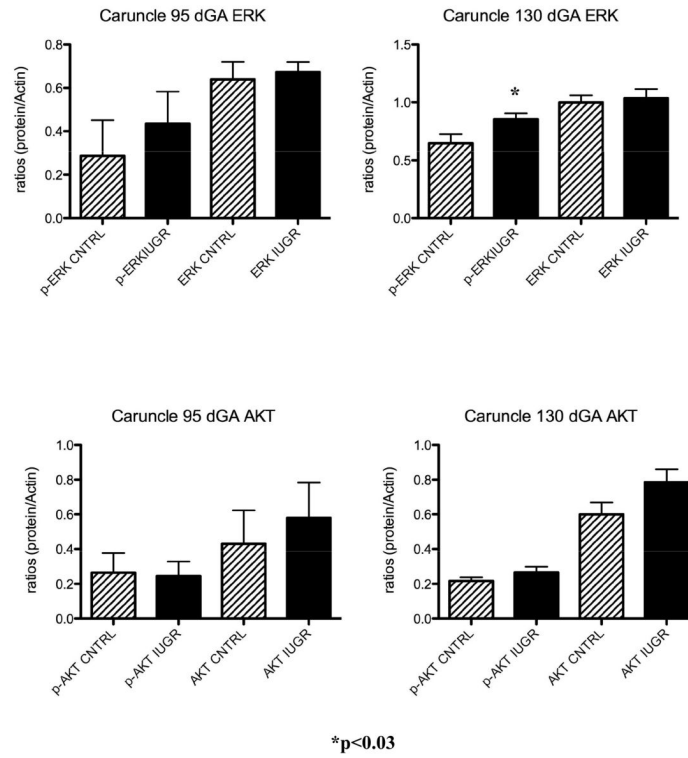 Caruncle 95 dGA ERK
ratios (protein/Actin)
0.8
0.6
0.4
0.2
0.0
p-ERK CNTRL
p-ERKIUGR
ERK CNTRL
ERK IUGR
Caruncle 130 dGA ERK
ratios (protein/Actin)
1.5
1.0
0.5
0.0
*
p-ERK CNTRL
p-ERKIUGR
ERK CNTRL
ERK IUGR
Caruncle 95 dGA AKT
ratios (protein/Actin)
1.0
0.8
0.6
0.4
0.2
0.0
p-AKT CNTRL
p-AKT IUGR
AKT CNTRL
AKT IUGR
Caruncle 130 dGA AKT
ratios (protein/Actin)
1.0
0.8
0.6
0.4
0.2
0.0
p-AKT CNTRL
p-AKT IUGR
AKT CNTRL
AKT IUGR
*p<0.03